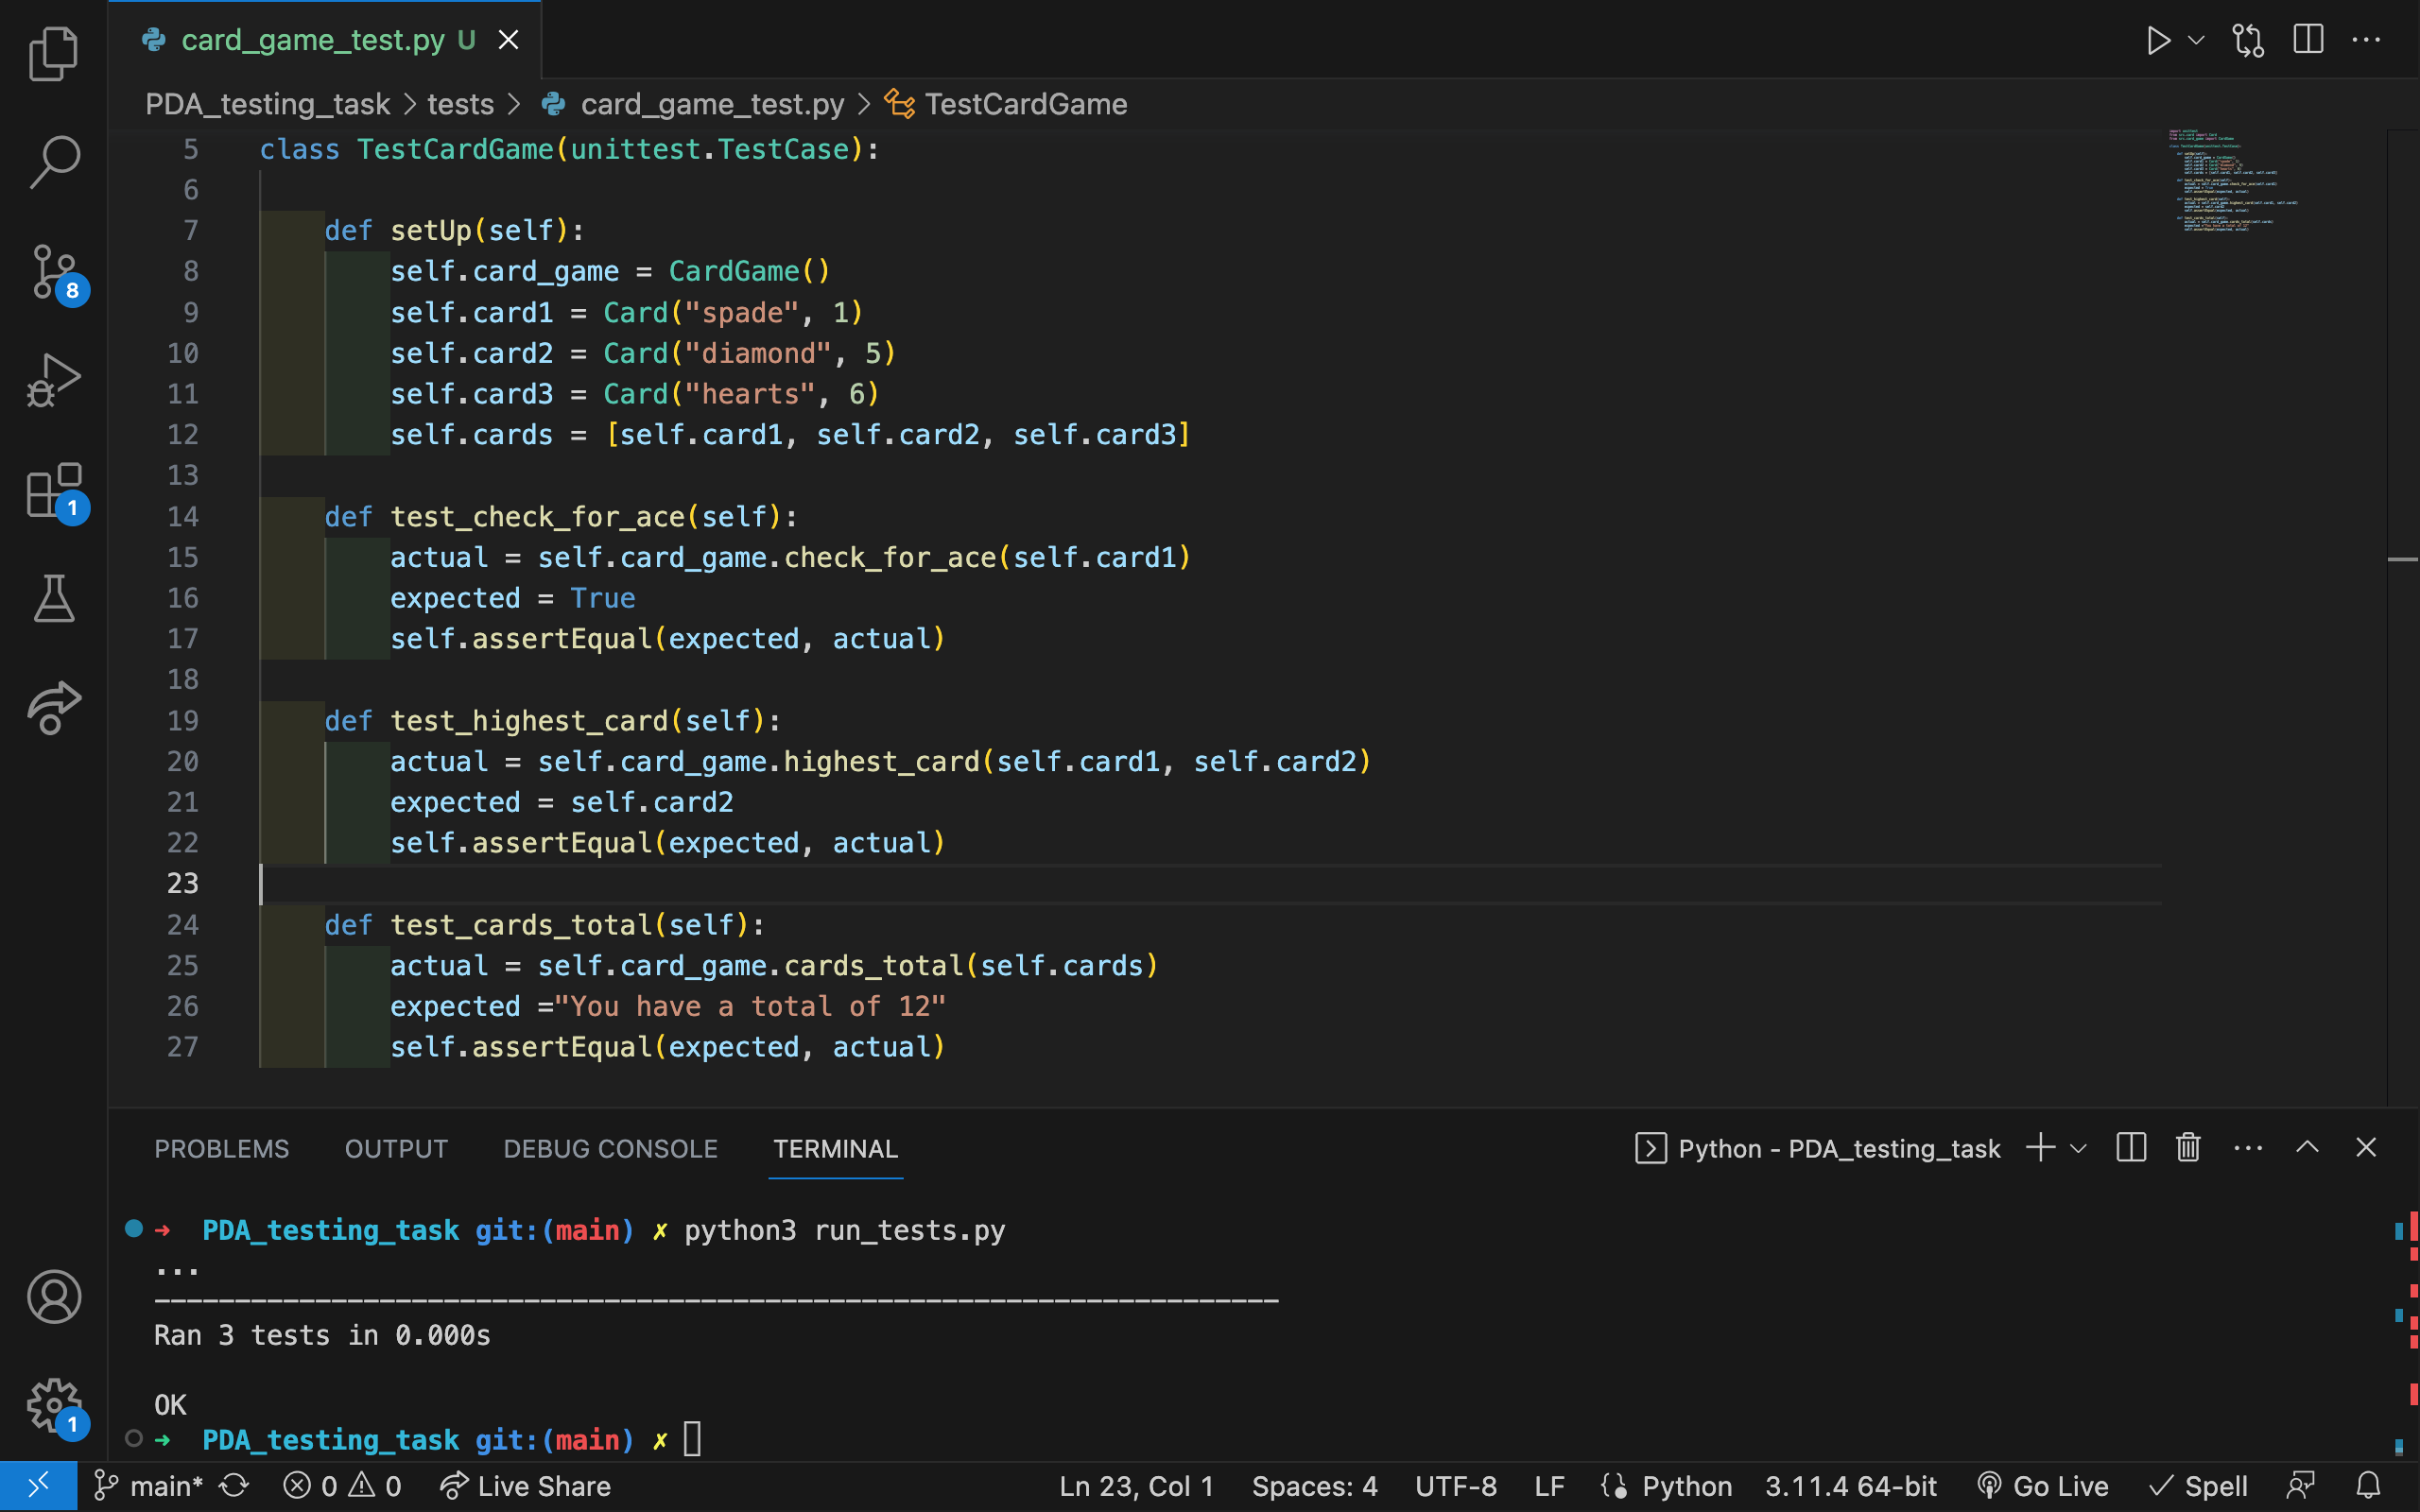 card_game_test.py U
PDA_testing_task > tests > card_game_test.py > TestCardGame
5 class TestCardGame(unittest.TestCase):
6
7 def setUp(self):
8 self.card_game = CardGame()
9 self.card1 = Card("spade", 1)
10 self.card2 = Card("diamond", 5)
11 self.card3 = Card("hearts", 6)
12 self.cards = [self.card1, self.card2, self.card3]
13
14 def test_check_for_ace(self):
15 actual = self.card_game.check_for_ace(self.card1)
16 expected = True
17 self.assertEqual(expected, actual)
18
19 def test_highest_card(self):
20 actual = self.card_game.highest_card(self.card1, self.card2)
21 expected = self.card2
22 self.assertEqual(expected, actual)
23
24 def test_cards_total(self):
25 actual = self.card_game.cards_total(self.cards)
26 expected ="You have a total of 12"
27 self.assertEqual(expected, actual)
8
1
1
PROBLEMS OUTPUT DEBUG CONSOLE TERMINAL Python - PDA_testing_task
→ PDA_testing_task git:(main) ✗ python3 run_tests.py
...
----------------------------------------------------------------------
Ran 3 tests in 0.000s
OK
→ PDA_testing_task git:(main) ✗
main* 0 0 Live Share Ln 23, Col 1 Spaces: 4 UTF-8 LF Python 3.11.4 64-bit Go Live Spell